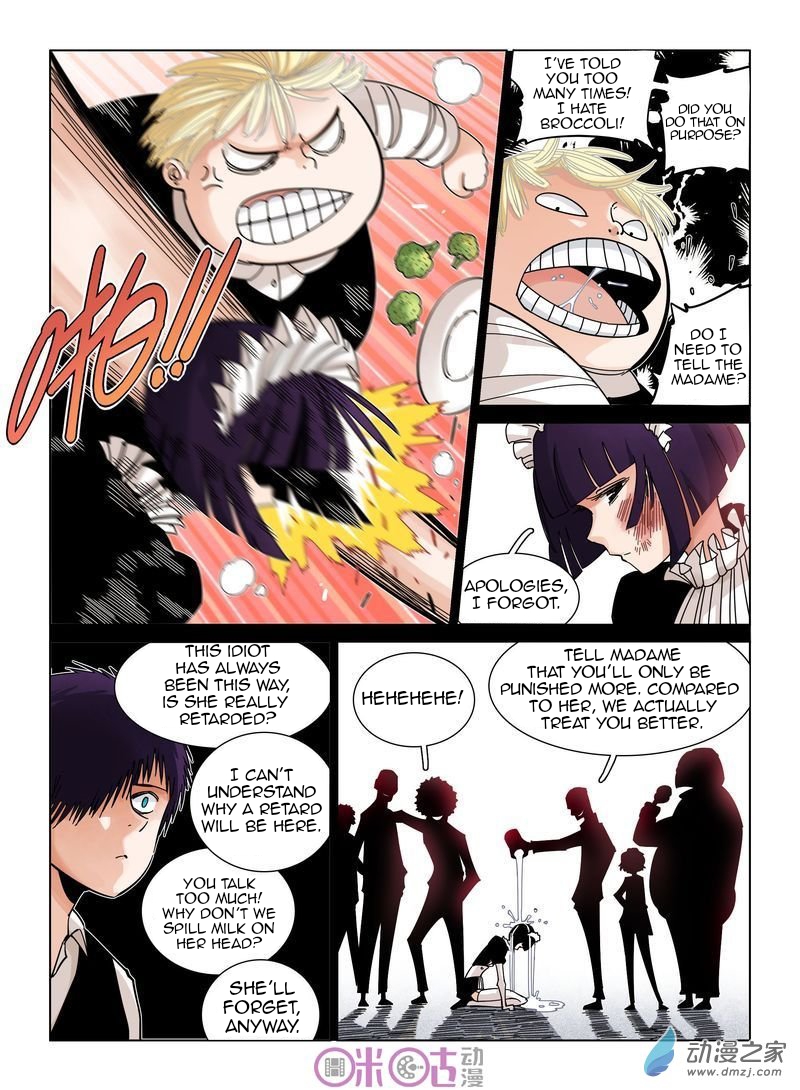 I'VE TOLD
YOU TOO
MANY TIMES!
I HATE
BROCCOLI!
DID YOU
DO THAT ON
PURPOSE?
啪!!
DO I
NEED TO
TELL THE
MADAME?
APOLOGIES,
I FORGOT.
THIS IDIOT
HAS ALWAYS
BEEN THIS WAY,
IS SHE REALLY
RETARDED?
I CAN'T
UNDERSTAND
WHY A RETARD
WILL BE HERE.
YOU TALK
TOO MUCH!
WHY DON'T WE
SPILL MILK ON
HER HEAD?
SHE'LL
FORGET,
ANYWAY.
HEHEHEHE!
TELL MADAME
THAT YOU'LL ONLY BE
PUNISHED MORE. COMPARED
TO HER, WE ACTUALLY
TREAT YOU BETTER.
咪咕动漫
动漫之家
www.dmzj.com